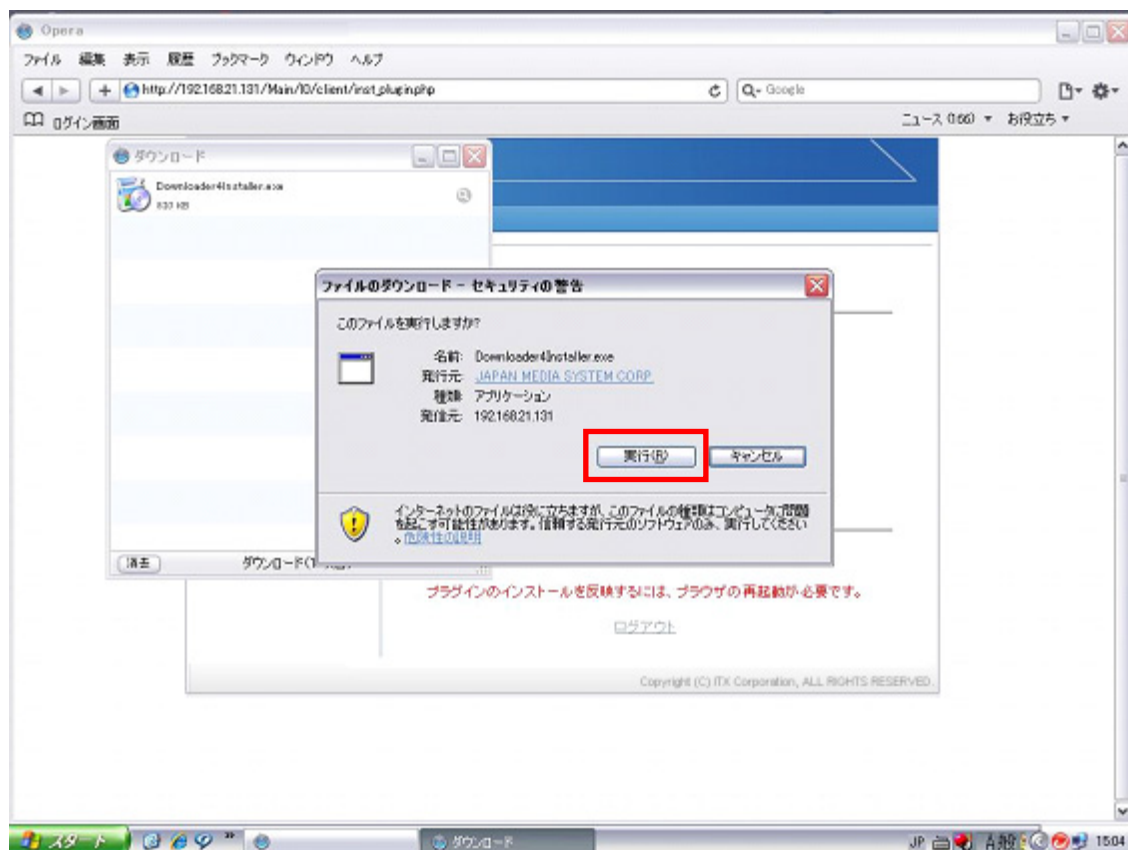 Opera
ファイル 編集 表示 履歴 ブックマーク ウィンドウ ヘルプ
http://192.168.21.131/Main/10/client/inst_plugin.php
Q- Google
ログイン画面
ニュース (166) ▼ お役立ち ▼
ダウンロード
Downloader4Installer.exe
833 KB
ファイルのダウンロード - セキュリティの警告
このファイルを実行しますか?
名前: Downloader4Installer.exe
発行元: JAPAN MEDIA SYSTEM CORP.
種類: アプリケーション
発信元: 192.168.21.131
実行(R) キャンセル
インターネットのファイルは役に立ちますが、このファイルの種類はコンピュータに問題
を起こす可能性があります。信頼する発行元のソフトウェアのみ、実行してください
。危険性の説明
消去 ダウンロード(1
プラグインのインストールを反映するには、ブラウザの再起動が必要です。
ログアウト
Copyright (C) ITX Corporation, ALL RIGHTS RESERVED.
スタート
ダウンロード
JP A 般
15:04